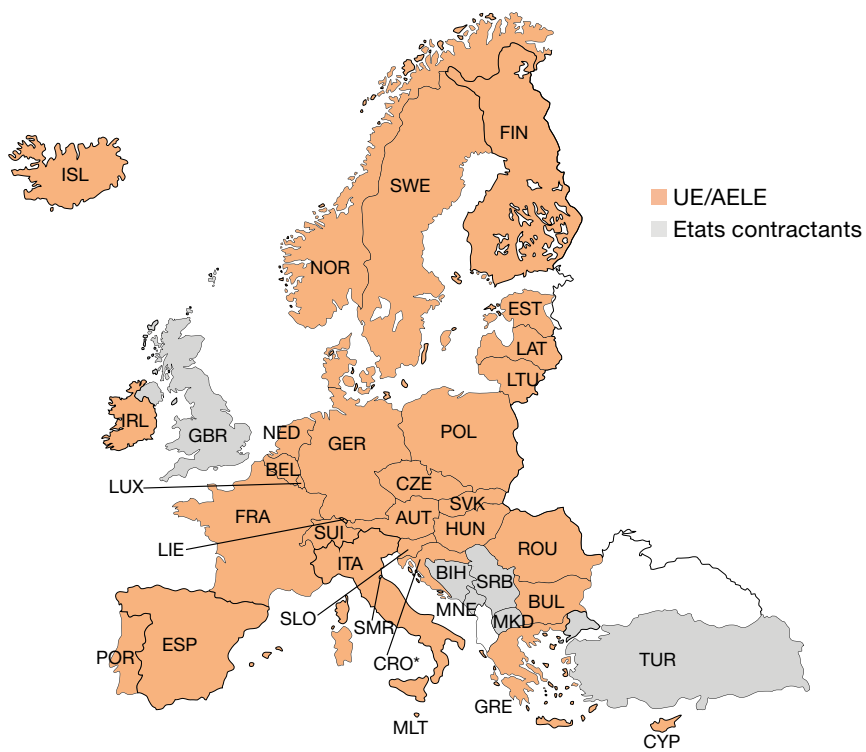 FIN
ISL
SWE
UE/AELE
Etats contractants
NOR
EST
LAT
LTU
IRL
GBR
NED
GER
POL
BEL
LUX
CZE
SVK
FRA
AUT
HUN
LIE
SUI
ROU
ITA
BIH
SRB
SLO
MNE
BUL
SMR
MKD
POR
ESP
CRO*
TUR
GRE
MLT
CYP